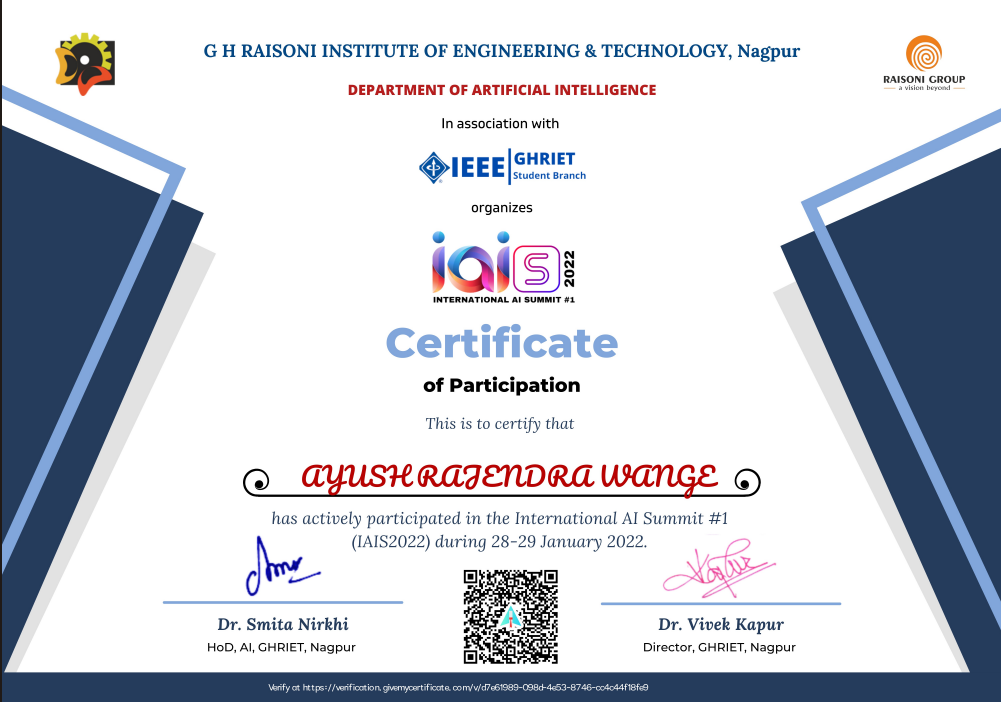 G H RAISONI INSTITUTE OF ENGINEERING & TECHNOLOGY, Nagpur
RAISONI GROUP
a vision beyond
DEPARTMENT OF ARTIFICIAL INTELLIGENCE
In association with
IEEE GHRIET
Student Branch
organizes
iais 2022
INTERNATIONAL AI SUMMIT #1
Certificate
of Participation
This is to certify that
AYUSH RAJENDRA WANGE
has actively participated in the International AI Summit #1
(IAIS2022) during 28-29 January 2022.
Dr. Smita Nirkhi
HoD, AI, GHRIET, Nagpur
Dr. Vivek Kapur
Director, GHRIET, Nagpur
Verify at https://verification.givemycertificate.com/v/d7e61989-098d-4e53-8746-cc4c44f18fe9